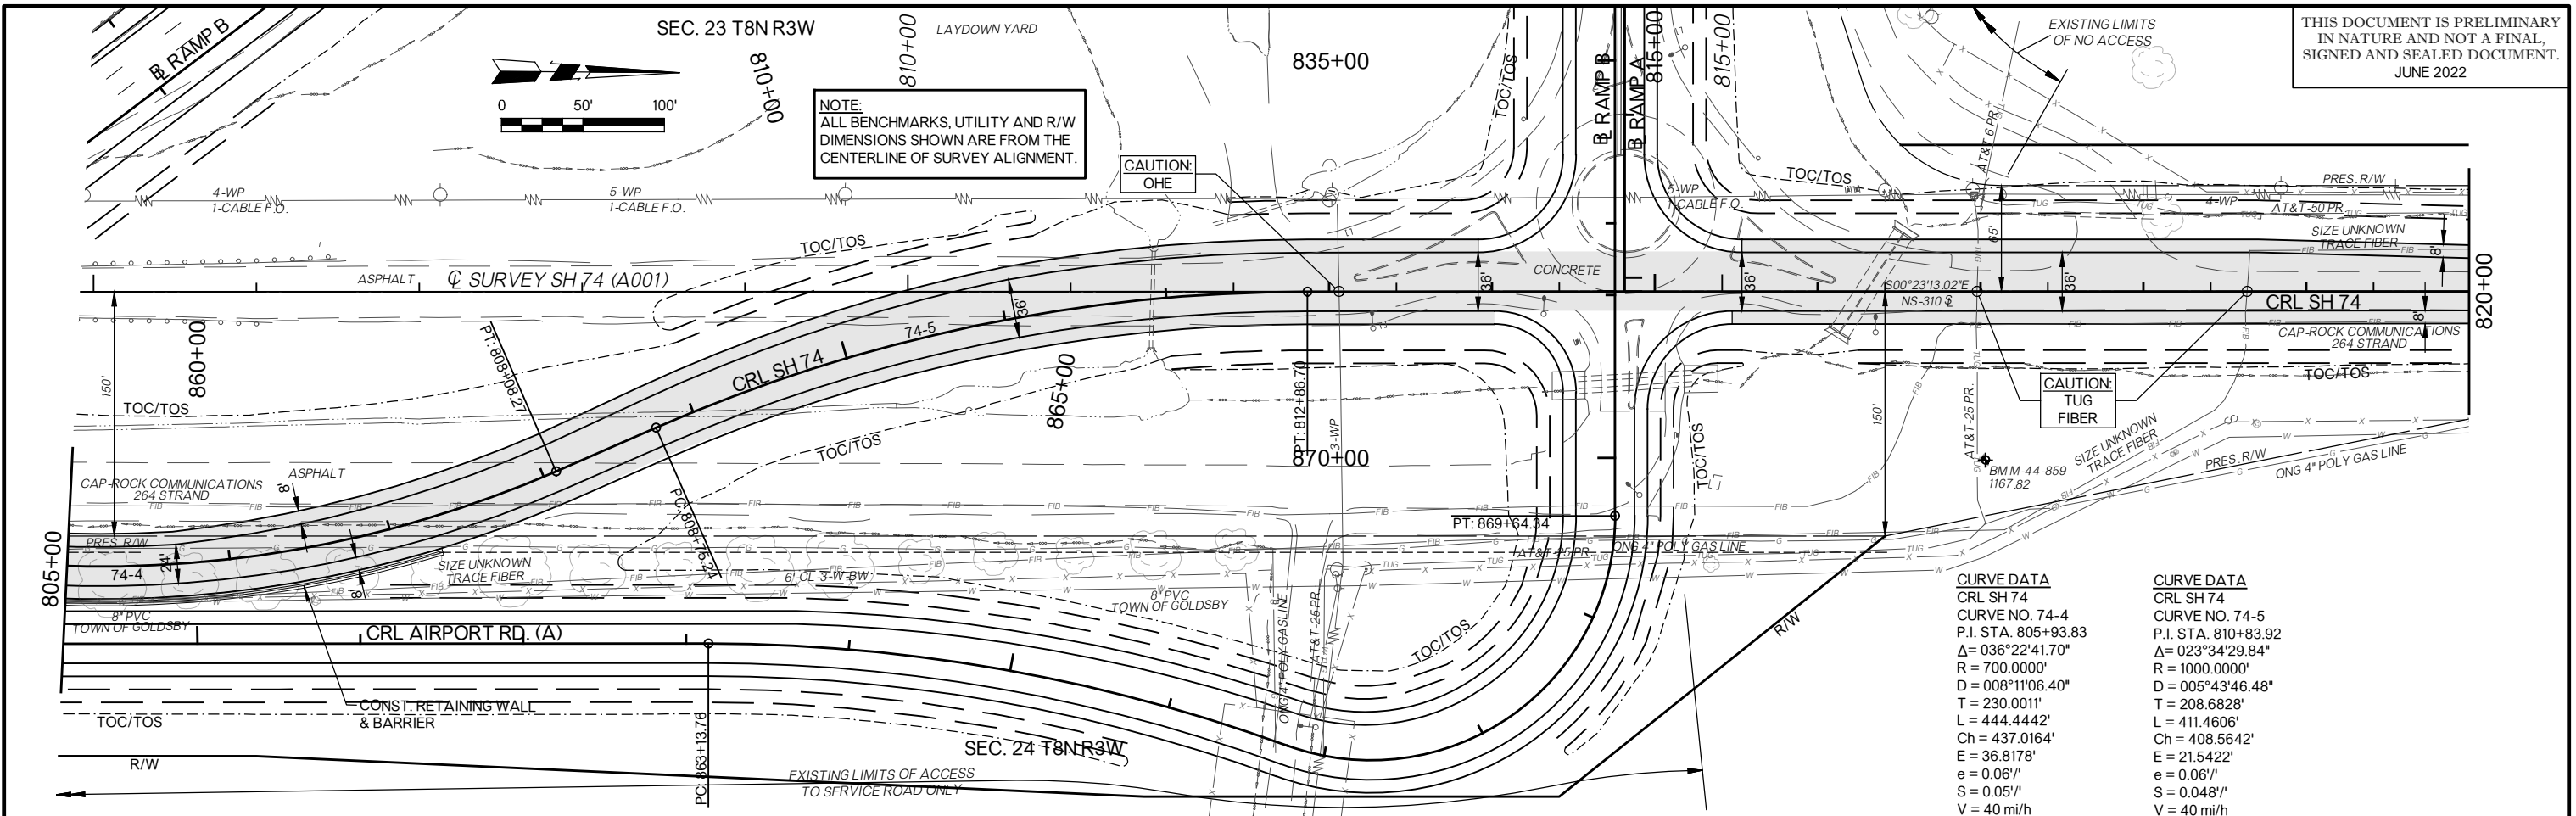 ℄ RAMP B
SEC. 23 T8N R3W
810+00
810+00
LAYDOWN YARD
835+00
℄ RAMP B
℄ RAMP A
815+00
815+00
EXISTING LIMITS
OF NO ACCESS
THIS DOCUMENT IS PRELIMINARY
IN NATURE AND NOT A FINAL,
SIGNED AND SEALED DOCUMENT.
JUNE 2022
0 50' 100'
NOTE:
ALL BENCHMARKS, UTILITY AND R/W
DIMENSIONS SHOWN ARE FROM THE
CENTERLINE OF SURVEY ALIGNMENT.
CAUTION:
OHE
TOC/TOS
AT&T 6 PR
4-WP
1-CABLE F.O.
5-WP
1-CABLE F.O.
5-WP
1-CABLE F.O.
TOC/TOS
PRES. R/W
4-WP
AT&T-50 PR
TUG
TUG
TUG
TUG
SIZE UNKNOWN
TRACE FIBER
FIB
FIB
65'
TOC/TOS
ASPHALT
℄ SURVEY SH 74 (A001)
CONCRETE
36'
36'
36'
36'
8'
8'
S00°23'13.02"E
NS-310 ℄
CRL SH 74
820+00
CAP-ROCK COMMUNICATIONS
264 STRAND
TOC/TOS
PT: 808+08.27
74-5
CRL SH 74
860+00
150'
TOC/TOS
865+00
PT: 812+86.70
3-WP
870+00
CAUTION:
TUG
FIBER
150'
AT&T-25 PR
SIZE UNKNOWN
TRACE FIBER
BM M-44-859
1167.82
PRES. R/W
ONG 4" POLY GAS LINE
TOC/TOS
TOC/TOS
ASPHALT
8'
CAP-ROCK COMMUNICATIONS
264 STRAND
PC: 808+75.24
PT: 869+64.34
805+00
PRES. R/W
74-4
24'
8'
SIZE UNKNOWN
TRACE FIBER
6'-CL-3-W-BW
AT&T-25 PR
ONG 4" POLY GAS LINE
8" PVC
TOWN OF GOLDSBY
8" PVC
TOWN OF GOLDSBY
CRL AIRPORT RD. (A)
ONG 4" POLY GASLINE
AT&T-25 PR
TOC/TOS
R/W
CONST. RETAINING WALL
& BARRIER
TOC/TOS
R/W
PC: 863+13.76
SEC. 24 T8N R3W
EXISTING LIMITS OF ACCESS
TO SERVICE ROAD ONLY
CURVE DATA
CRL SH 74
CURVE NO. 74-4
P.I. STA. 805+93.83
Δ= 036°22'41.70"
R = 700.0000'
D = 008°11'06.40"
T = 230.0011'
L = 444.4442'
Ch = 437.0164'
E = 36.8178'
e = 0.06'/'
S = 0.05'/'
V = 40 mi/h
CURVE DATA
CRL SH 74
CURVE NO. 74-5
P.I. STA. 810+83.92
Δ= 023°34'29.84"
R = 1000.0000'
D = 005°43'46.48"
T = 208.6828'
L = 411.4606'
Ch = 408.5642'
E = 21.5422'
e = 0.06'/'
S = 0.048'/'
V = 40 mi/h